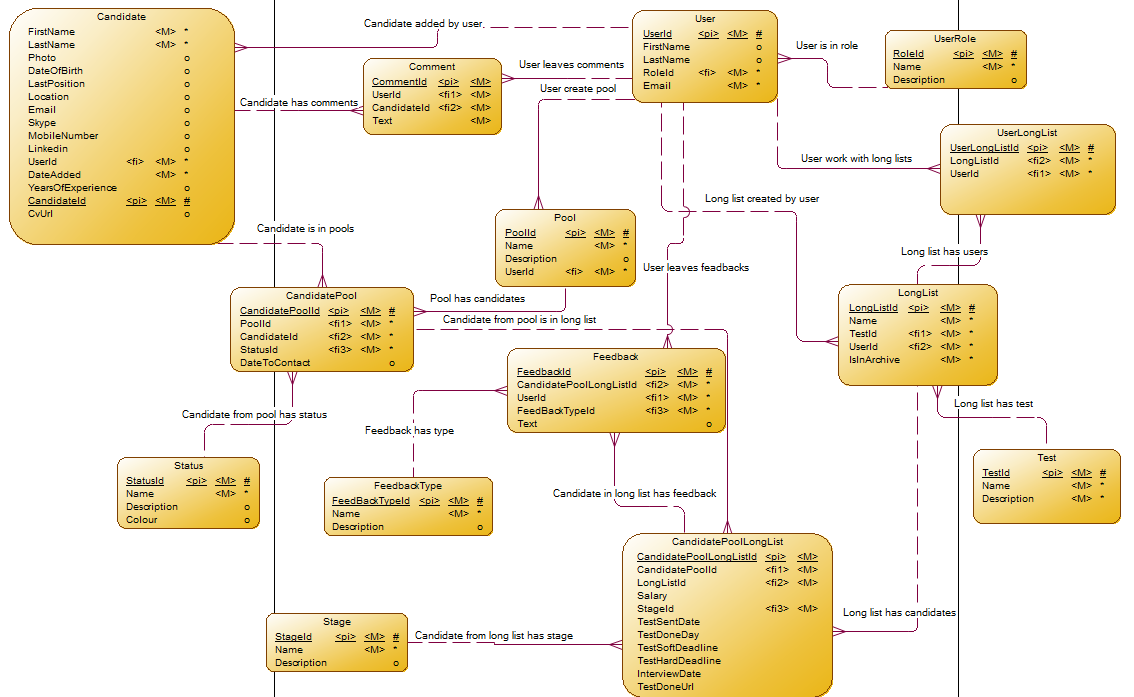 Candidate
FirstName <M> *
LastName <M> *
Photo o
DateOfBirth o
LastPosition o
Location o
Email o
Skype o
MobileNumber o
Linkedin o
UserId <fi> <M> *
DateAdded <M> *
YearsOfExperience o
CandidateId <pi> <M> #
CvUrl o
Candidate added by user
User
UserId <pi> <M> #
FirstName o
LastName o
RoleId <fi> <M> *
Email <M> *
User is in role
UserRole
RoleId <pi> <M> #
Name <M> *
Description o
Comment
CommentId <pi> <M>
UserId <fi1> <M>
CandidateId <fi2> <M>
Text <M>
User leaves comments
Candidate has comments
User create pool
UserLongList
UserLongListId <pi> <M> #
LongListId <fi2> <M> *
UserId <fi1> <M> *
User work with long lists
Long list created by user
Pool
PoolId <pi> <M> #
Name <M> *
Description o
UserId <fi> <M> *
Candidate is in pools
User leaves feadbacks
Long list has users
CandidatePool
CandidatePoolId <pi> <M> #
PoolId <fi1> <M> *
CandidateId <fi2> <M> *
StatusId <fi3> <M> *
DateToContact o
Pool has candidates
Candidate from pool is in long list
LongList
LongListId <pi> <M> #
Name <M> *
TestId <fi1> <M> *
UserId <fi2> <M> *
IsInArchive <M> *
Feedback
FeedbackId <pi> <M> #
CandidatePoolLongListId <fi2> <M> *
UserId <fi1> <M> *
FeedBackTypeId <fi3> <M> *
Text o
Candidate from pool has status
Feedback has type
Long list has test
Status
StatusId <pi> <M> #
Name <M> *
Description o
Colour o
FeedbackType
FeedBackTypeId <pi> <M> #
Name <M> *
Description o
Candidate in long list has feedback
Test
TestId <pi> <M> #
Name <M> *
Description <M> *
CandidatePoolLongList
CandidatePoolLongListId <pi> <M>
CandidatePoolId <fi1> <M>
LongListId <fi2> <M>
Salary
StageId <fi3> <M>
TestSentDate
TestDoneDay
TestSoftDeadline
TestHardDeadline
InterviewDate
TestDoneUrl
Long list has candidates
Stage
StageId <pi> <M> #
Name <M> *
Description o
Candidate from long list has stage